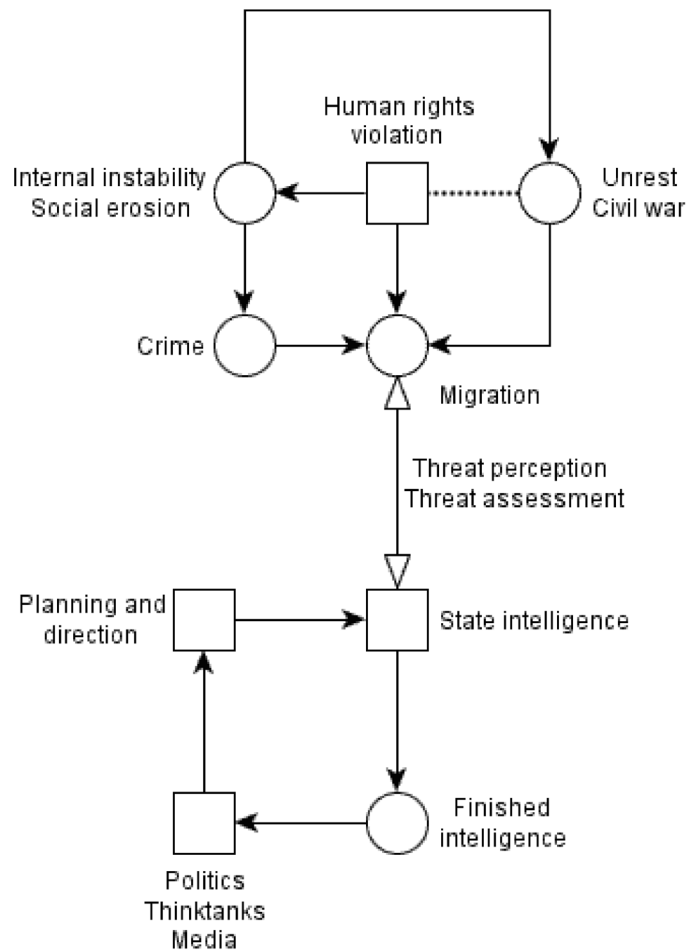 Human rights
violation
Internal instability
Social erosion
Unrest
Civil war
Crime
Migration
Threat perception
Threat assessment
Planning and
direction
State intelligence
Finished
intelligence
Politics
Thinktanks
Media